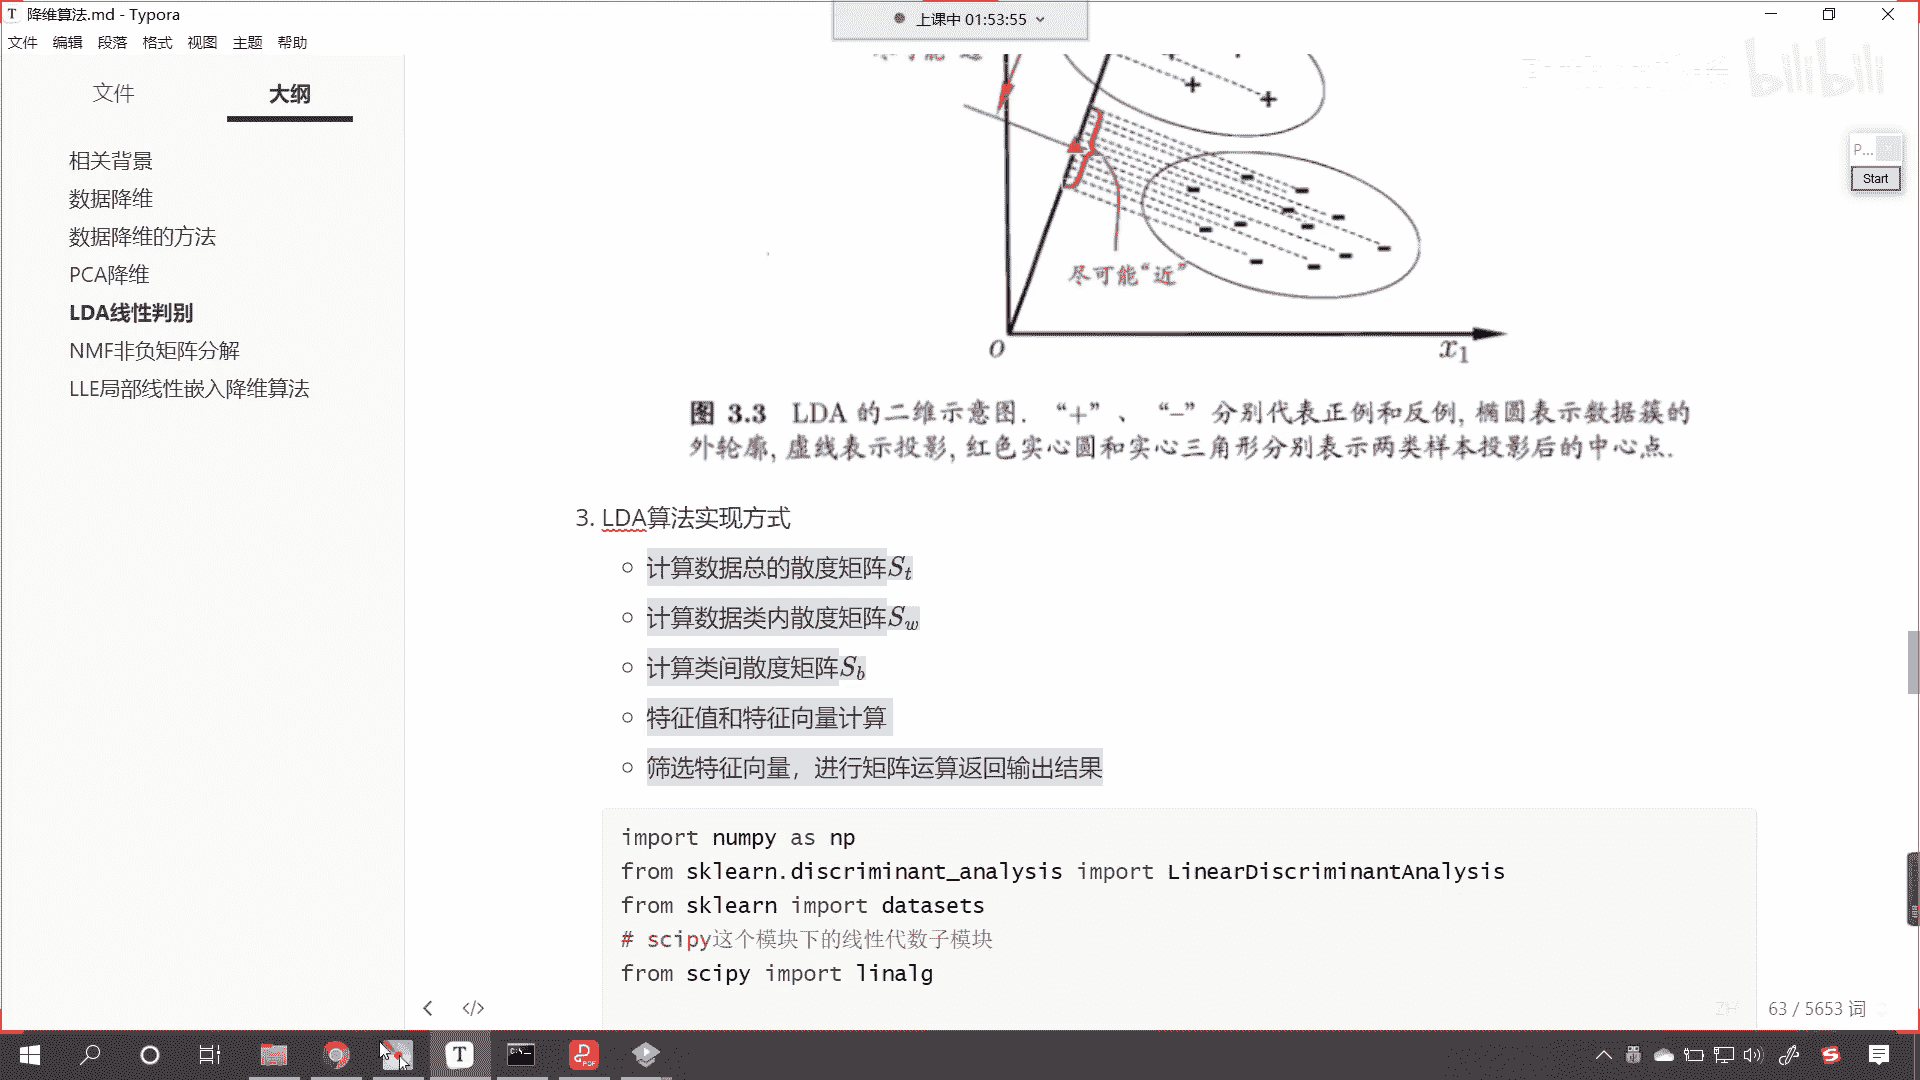 降维算法.md - Typora
上课中 01:53:55
文件 编辑 段落 格式 视图 主题 帮助
文件 大纲
相关背景
数据降维
数据降维的方法
PCA降维
LDA线性判别
NMF非负矩阵分解
LLE局部线性嵌入降维算法
bilibili
P...
Start
尽可能“近”
0
x₁
图 3.3 LDA 的二维示意图. “+”、“−”分别代表正例和反例, 椭圆表示数据簇的
外轮廓, 虚线表示投影, 红色实心圆和实心三角形分别表示两类样本投影后的中心点.
3. LDA算法实现方式
计算数据总的散度矩阵Sₜ
计算数据类内散度矩阵S_w
计算类间散度矩阵S_b
特征值和特征向量计算
筛选特征向量，进行矩阵运算返回输出结果
import numpy as np
from sklearn.discriminant_analysis import LinearDiscriminantAnalysis
from sklearn import datasets
# scipy这个模块下的线性代数子模块
from scipy import linalg
63 / 5653 词